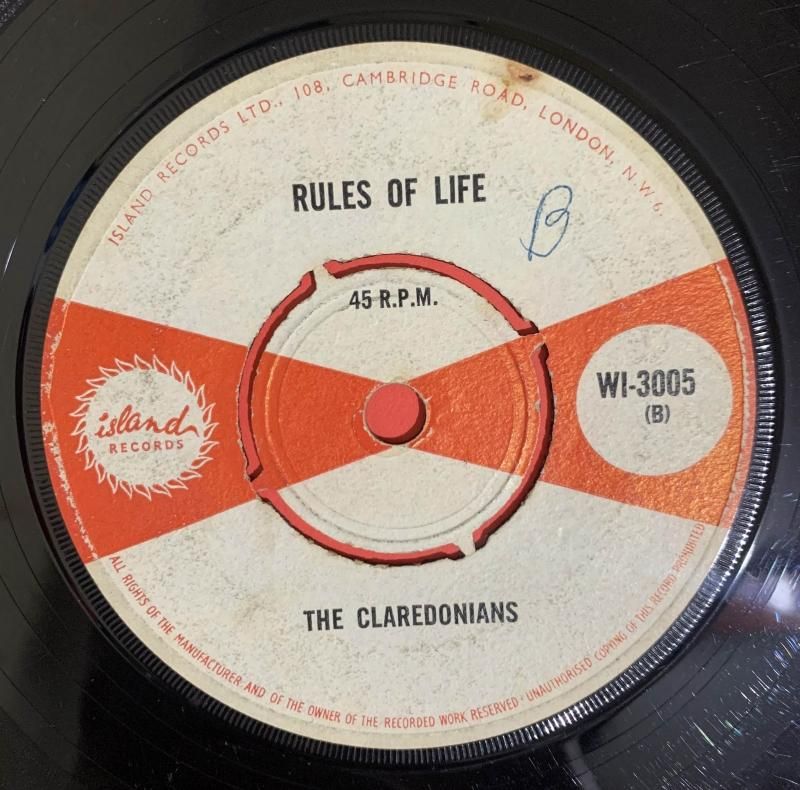 ISLAND RECORDS LTD., 108, CAMBRIDGE ROAD, LONDON, N.W.6.
RULES OF LIFE
B
45 R.P.M.
island
RECORDS
WI-3005
(B)
THE CLAREDONIANS
ALL RIGHTS OF THE MANUFACTURER AND OF THE OWNER OF THE RECORDED WORK RESERVED · UNAUTHORISED COPYING OF THIS RECORD PROHIBITED